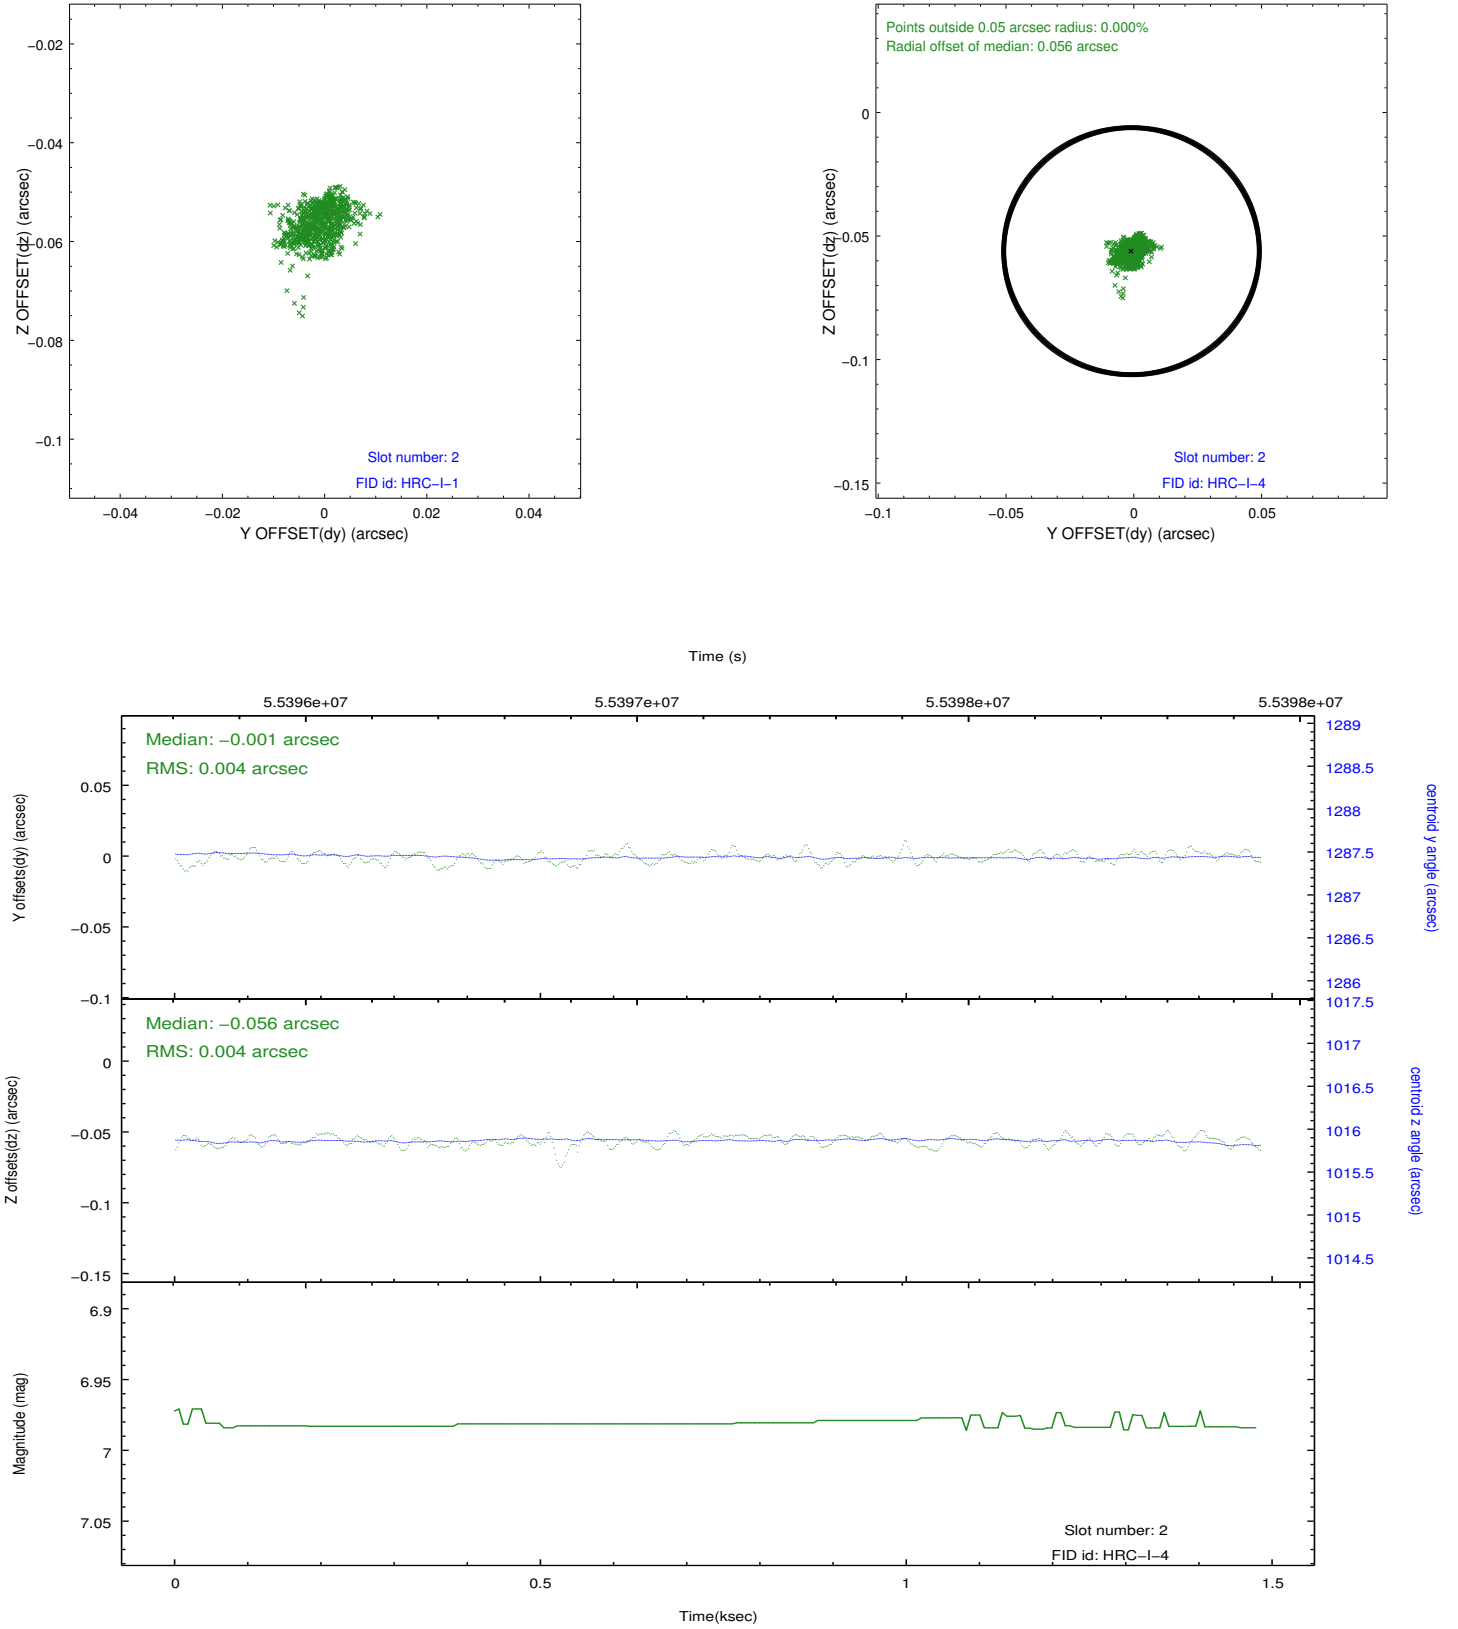 −0.02
−0.04
−0.06
−0.08
−0.1
Z OFFSET(dz) (arcsec)
Slot number: 2
FID id: HRC−I−1
−0.04
−0.02
0
0.02
0.04
Y OFFSET(dy) (arcsec)
Points outside 0.05 arcsec radius: 0.000%
Radial offset of median: 0.056 arcsec
0
−0.05
−0.1
−0.15
Z OFFSET(dz) (arcsec)
Slot number: 2
FID id: HRC−I−4
−0.1
−0.05
0
0.05
Y OFFSET(dy) (arcsec)
Time (s)
5.5396e+07
5.5397e+07
5.5398e+07
5.5398e+07
Median: −0.001 arcsec
RMS: 0.004 arcsec
0.05
0
−0.05
−0.1
Y offsets(dy) (arcsec)
1289
1288.5
1288
1287.5
1287
1286.5
1286
centroid y angle (arcsec)
Median: −0.056 arcsec
RMS: 0.004 arcsec
0
−0.05
−0.1
−0.15
Z offsets(dz) (arcsec)
1017.5
1017
1016.5
1016
1015.5
1015
1014.5
centroid z angle (arcsec)
6.9
6.95
7
7.05
Magnitude (mag)
Slot number: 2
FID id: HRC−I−4
0
0.5
1
1.5
Time(ksec)